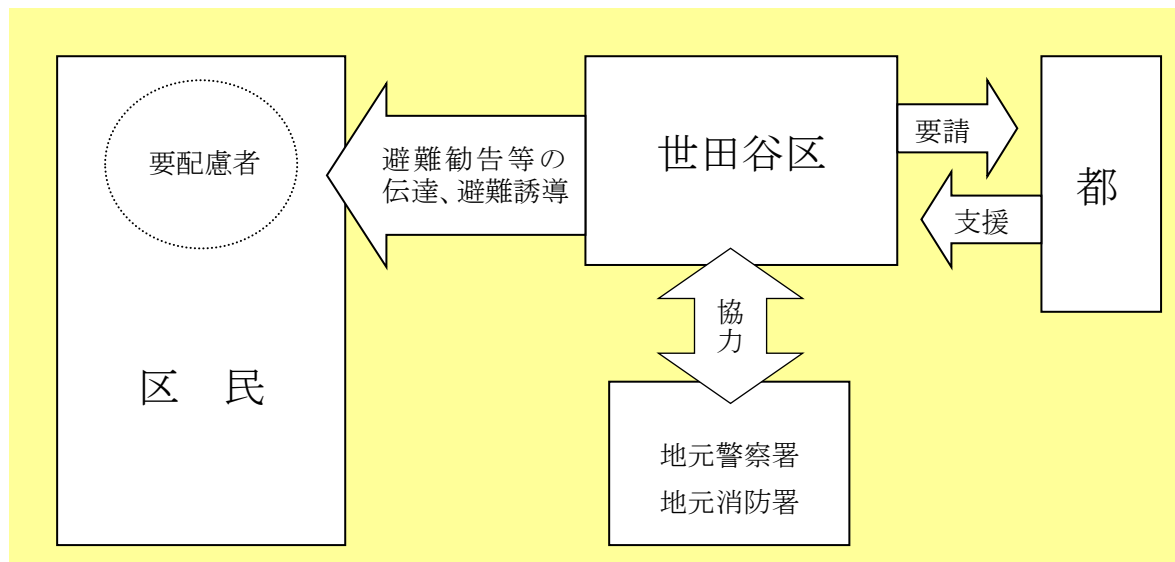 要配慮者
区　民
避難勧告等の
伝達、避難誘導
世田谷区
要請
支援
都
協
力
地元警察署
地元消防署